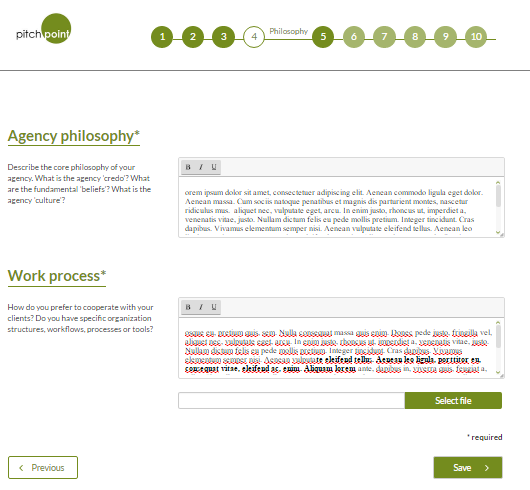 pitch point
1 2 3 4 Philosophy 5 6 7 8 9 10
Agency philosophy*
Describe the core philosophy of your
agency. What is the agency 'credo'? What
are the fundamental 'beliefs'? What is the
agency 'culture'?
B I U
orem ipsum dolor sit amet, consectetuer adipiscing elit. Aenean commodo ligula eget dolor.
Aenean massa. Cum sociis natoque penatibus et magnis dis parturient montes, nascetur
ridiculus mus. aliquet nec, vulputate eget, arcu. In enim justo, rhoncus ut, imperdiet a,
venenatis vitae, justo. Nullam dictum felis eu pede mollis pretium. Integer tincidunt. Cras
dapibus. Vivamus elementum semper nisi. Aenean vulputate eleifend tellus. Aenean leo
Work process*
How do you prefer to cooperate with your
clients? Do you have specific organization
structures, workflows, processes or tools?
B I U
eu, pretium quis, sem. Nulla consequat massa quis enim. Donec pede justo, fringilla vel,
aliquet nec, vulputate eget, arcu. In enim justo, rhoncus ut, imperdiet a, venenatis vitae, justo.
Nullam dictum felis eu pede mollis pretium. Integer tincidunt. Cras dapibus. Vivamus
elementum semper nisi. Aenean vulputate eleifend tellus. Aenean leo ligula, porttitor eu,
consequat vitae, eleifend ac, enim. Aliquam lorem ante, dapibus in, viverra quis, feugiat a,
Select file
* required
Previous
Save